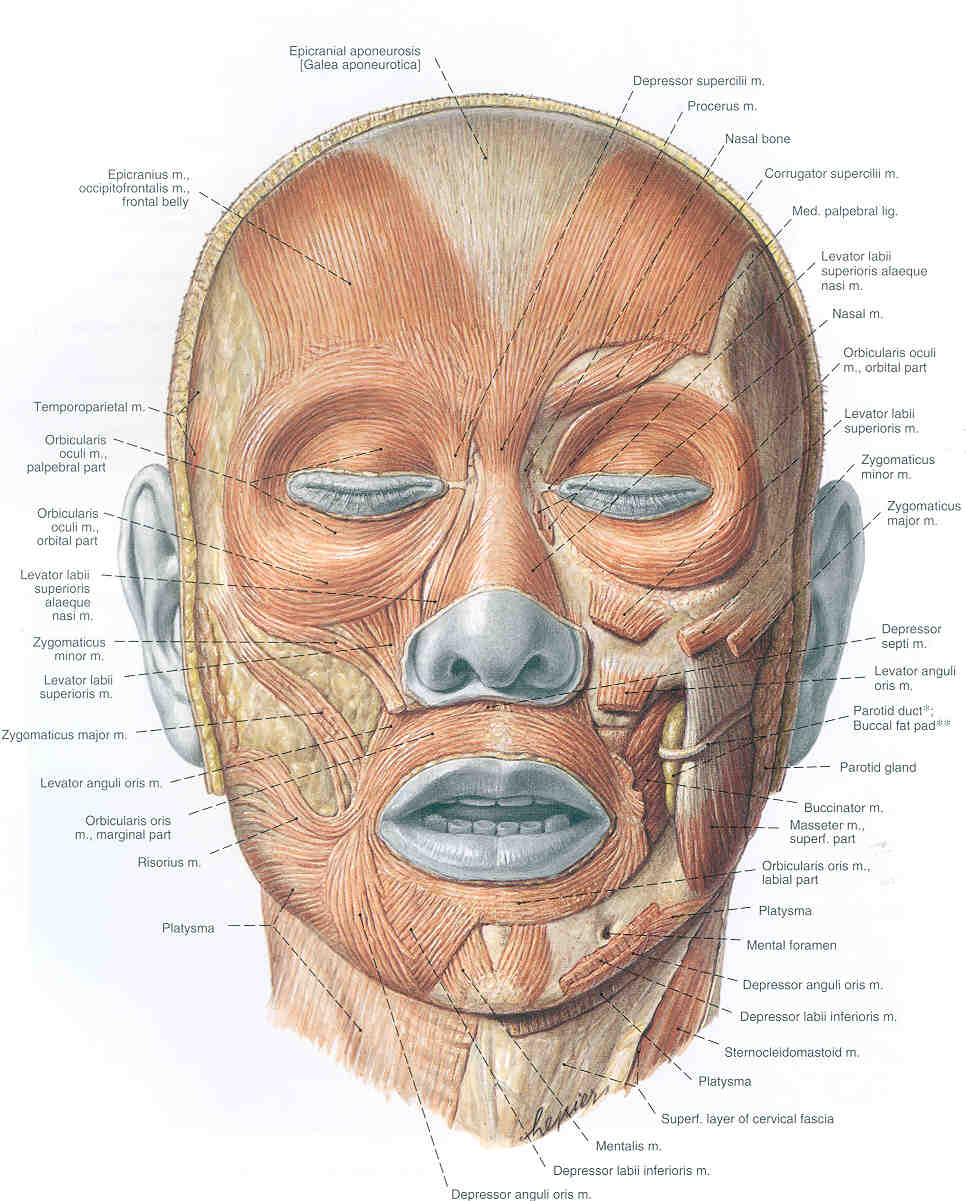 Epicranial aponeurosis
[Galea aponeurotica]
Depressor supercilii m.
Procerus m.
Nasal bone
Corrugator supercilii m.
Med. palpebral lig.
Levator labii
superioris alaeque
nasi m.
Nasal m.
Orbicularis oculi
m., orbital part
Levator labii
superioris m.
Zygomaticus
minor m.
Zygomaticus
major m.
Depressor
septi m.
Levator anguli
oris m.
Parotid duct*;
Buccal fat pad**
Parotid gland
Buccinator m.
Masseter m.,
superf. part
Orbicularis oris m.,
labial part
Platysma
Mental foramen
Depressor anguli oris m.
Depressor labii inferioris m.
Sternocleidomastoid m.
Platysma
Superf. layer of cervical fascia
Mentalis m.
Depressor labii inferioris m.
Depressor anguli oris m.
Epicranius m.,
occipitofrontalis m.,
frontal belly
Temporoparietal m.
Orbicularis
oculi m.,
palpebral part
Orbicularis
oculi m.,
orbital part
Levator labii
superioris
alaeque
nasi m.
Zygomaticus
minor m.
Levator labii
superioris m.
Zygomaticus major m.
Levator anguli oris m.
Orbicularis oris
m., marginal part
Risorius m.
Platysma